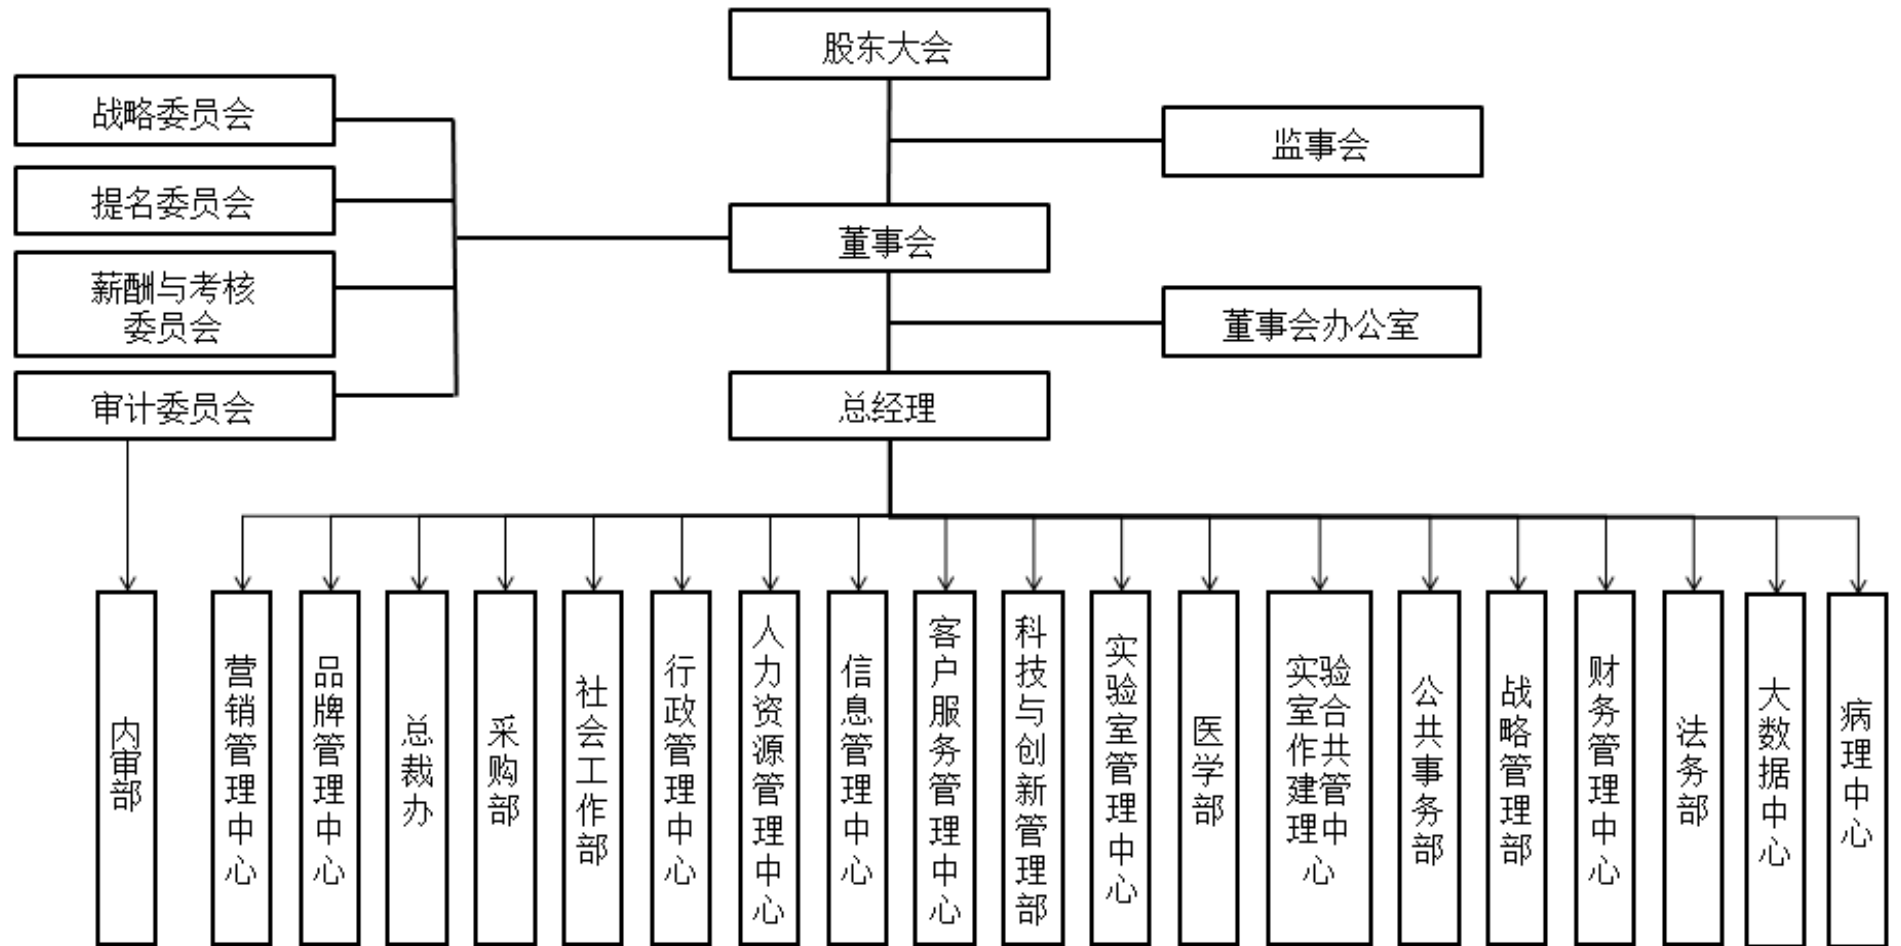 股东大会
战略委员会
监事会
提名委员会
董事会
薪酬与考核
委员会
董事会办公室
审计委员会
总经理
内审部
营销管理中心
品牌管理中心
总裁办
采购部
社会工作部
行政管理中心
人力资源管理中心
信息管理中心
客户服务管理中心
科技与创新管理部
实验室管理中心
医学部
实验
室合
作共
建管
理中
心
公共事务部
战略管理部
财务管理中心
法务部
大数据中心
病理中心